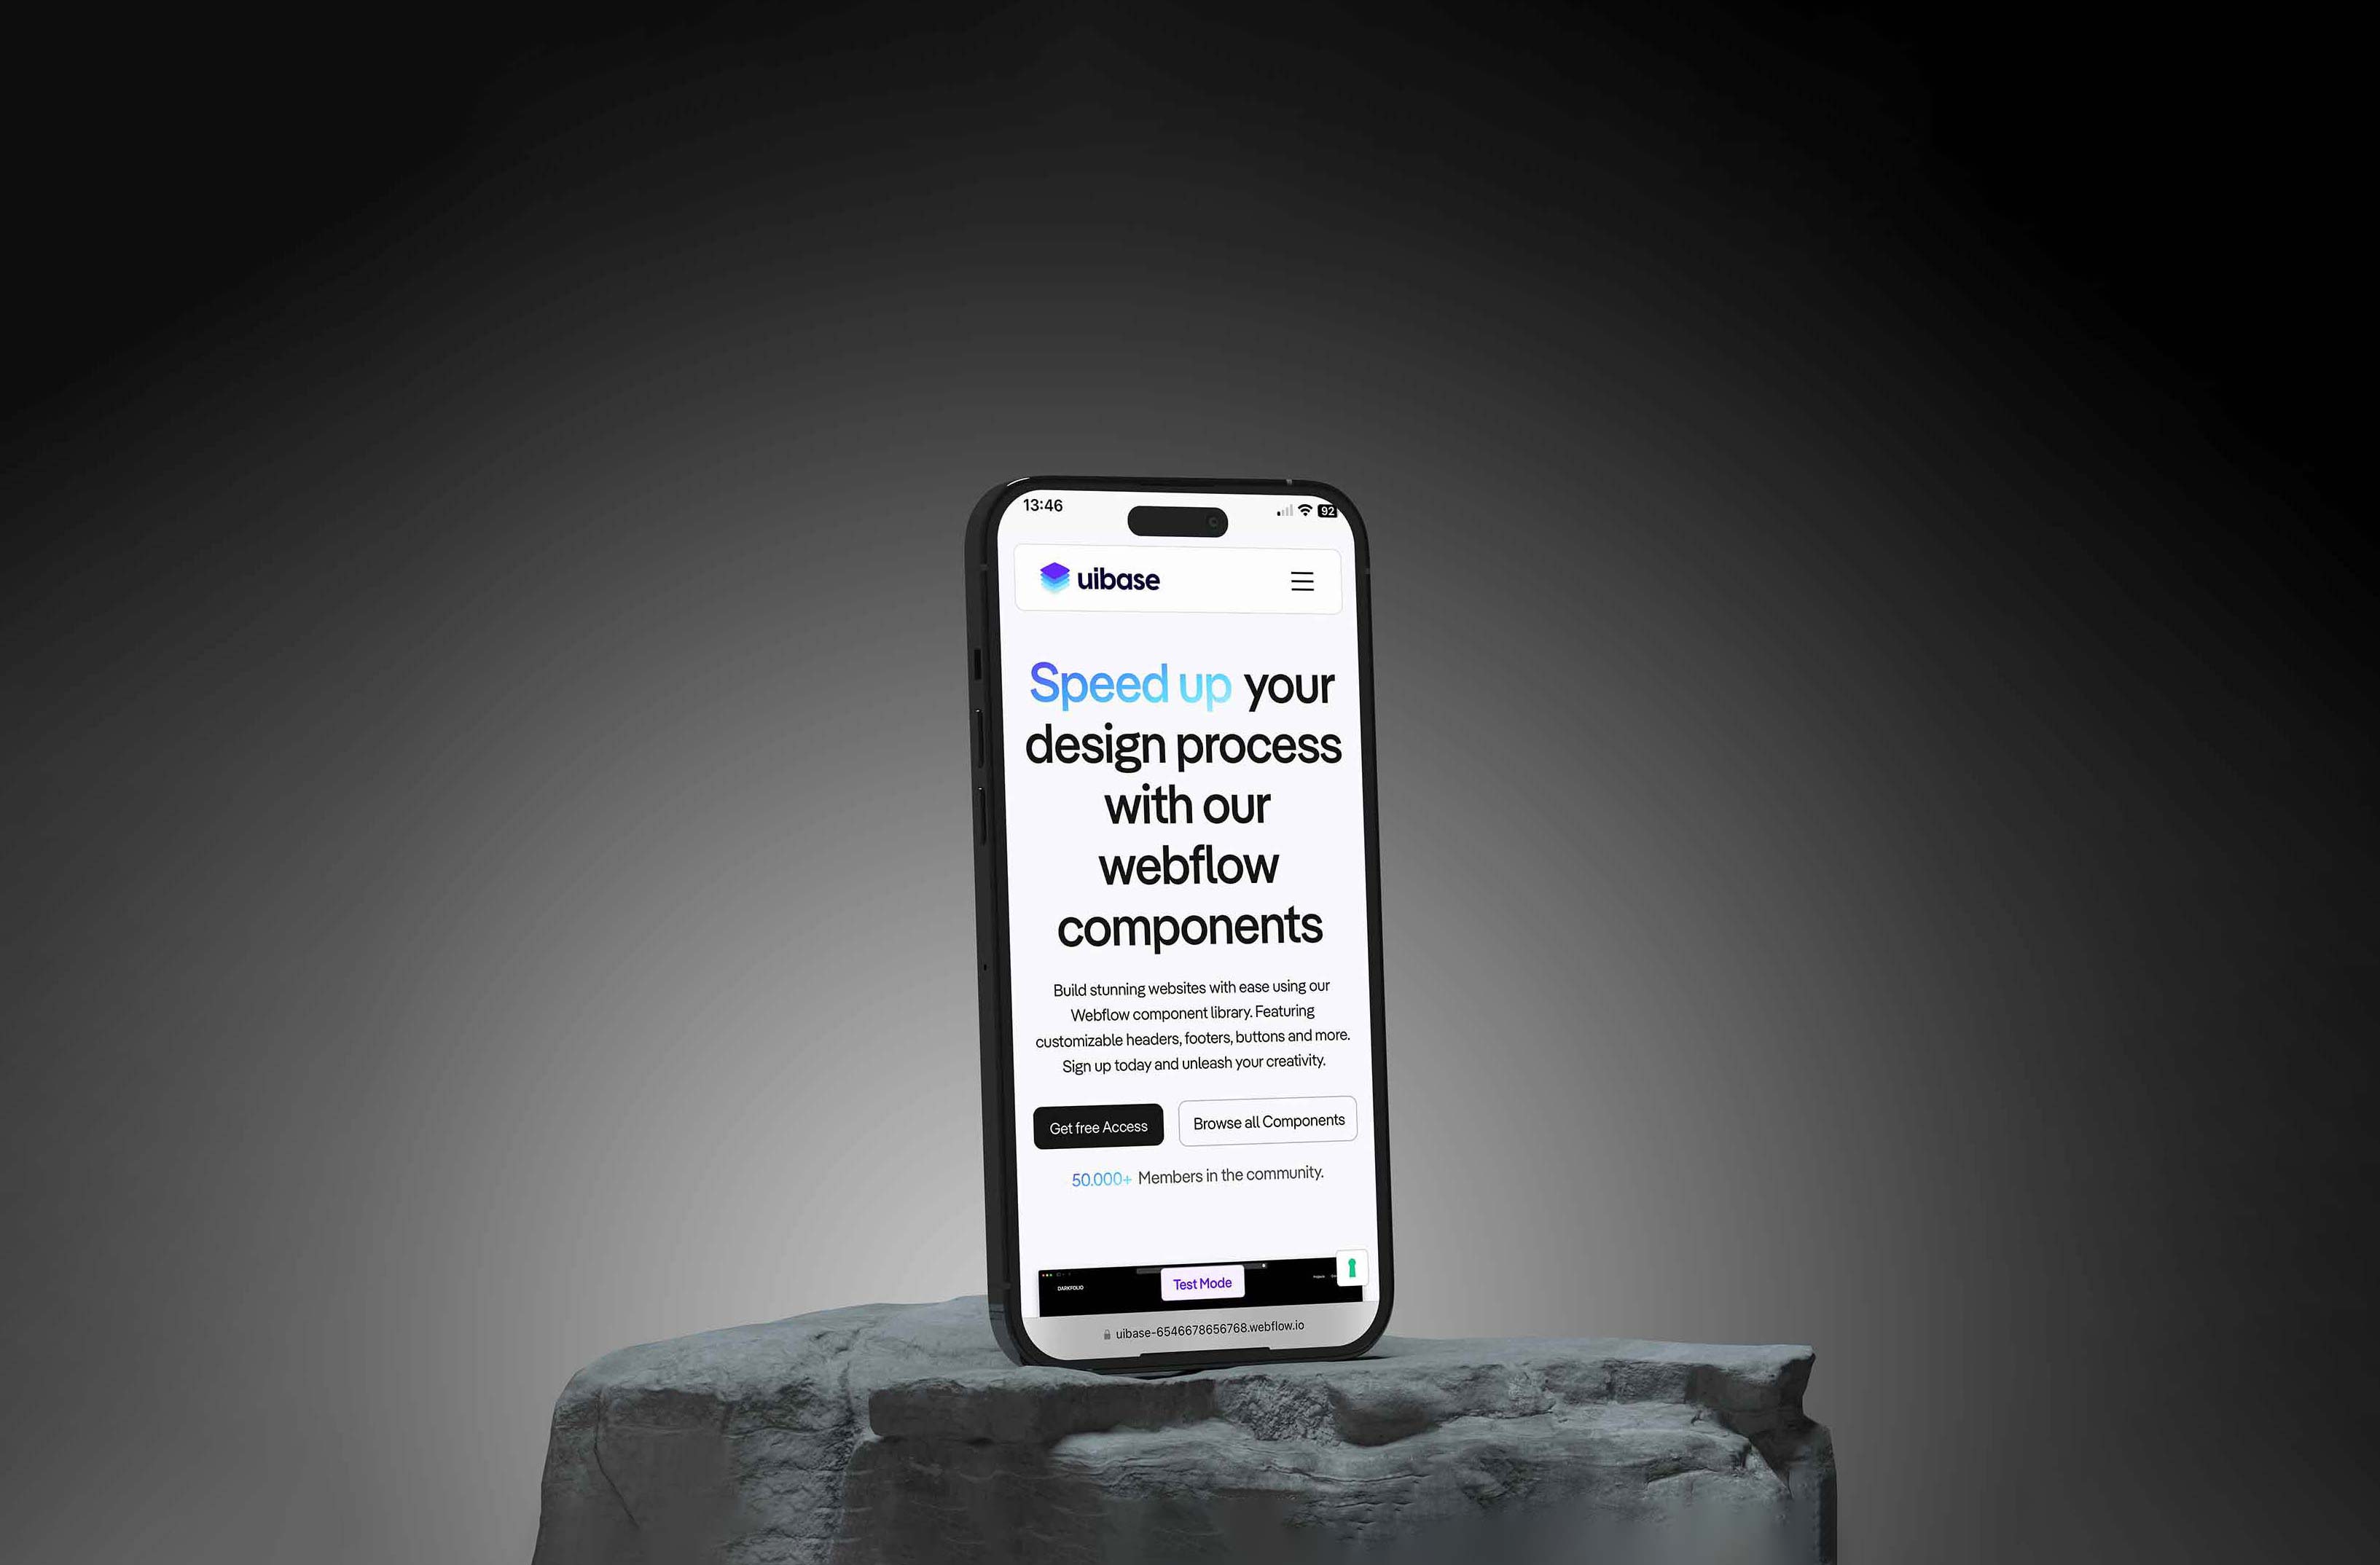 13:46
92
uibase
Speed up your
design process
with our
webflow
components
Build stunning websites with ease using our
Webflow component library. Featuring
customizable headers, footers, buttons and more.
Sign up today and unleash your creativity.
Get free Access
Browse all Components
50.000+ Members in the community.
DARKFOLIO
Projects
Test Mode
uibase-6546678656768.webflow.io